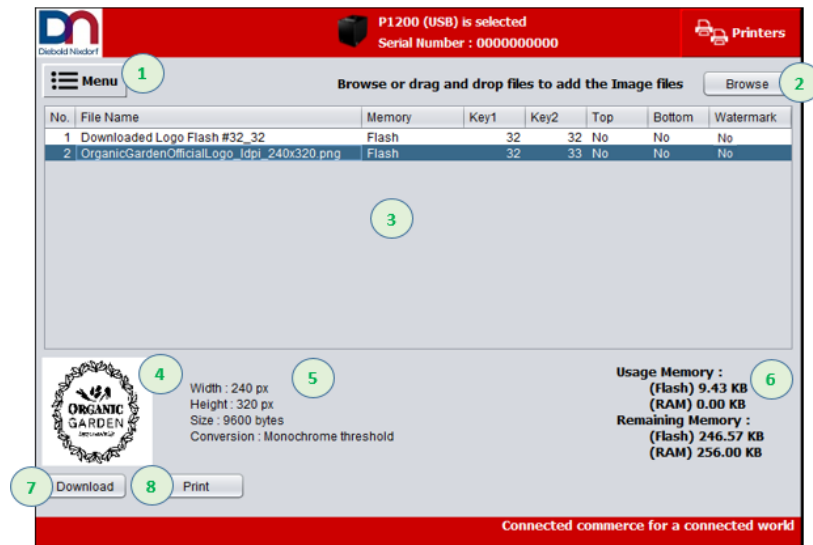 P1200 (USB) is selected
Serial Number : 0000000000
Printers
Diebold Nixdorf
Menu
1
Browse or drag and drop files to add the Image files
Browse
2
No. File Name Memory Key1 Key2 Top Bottom Watermark
1 Downloaded Logo Flash #32_32 Flash 32 32 No No No
2 OrganicGardenOfficialLogo_ldpi_240x320.png Flash 32 33 No No No
3
ORGANIC
GARDEN
4
Width : 240 px
Height : 320 px
Size : 9600 bytes
Conversion : Monochrome threshold
5
Usage Memory :
(Flash) 9.43 KB
(RAM) 0.00 KB
Remaining Memory :
(Flash) 246.57 KB
(RAM) 256.00 KB
6
7
Download
8
Print
Connected commerce for a connected world